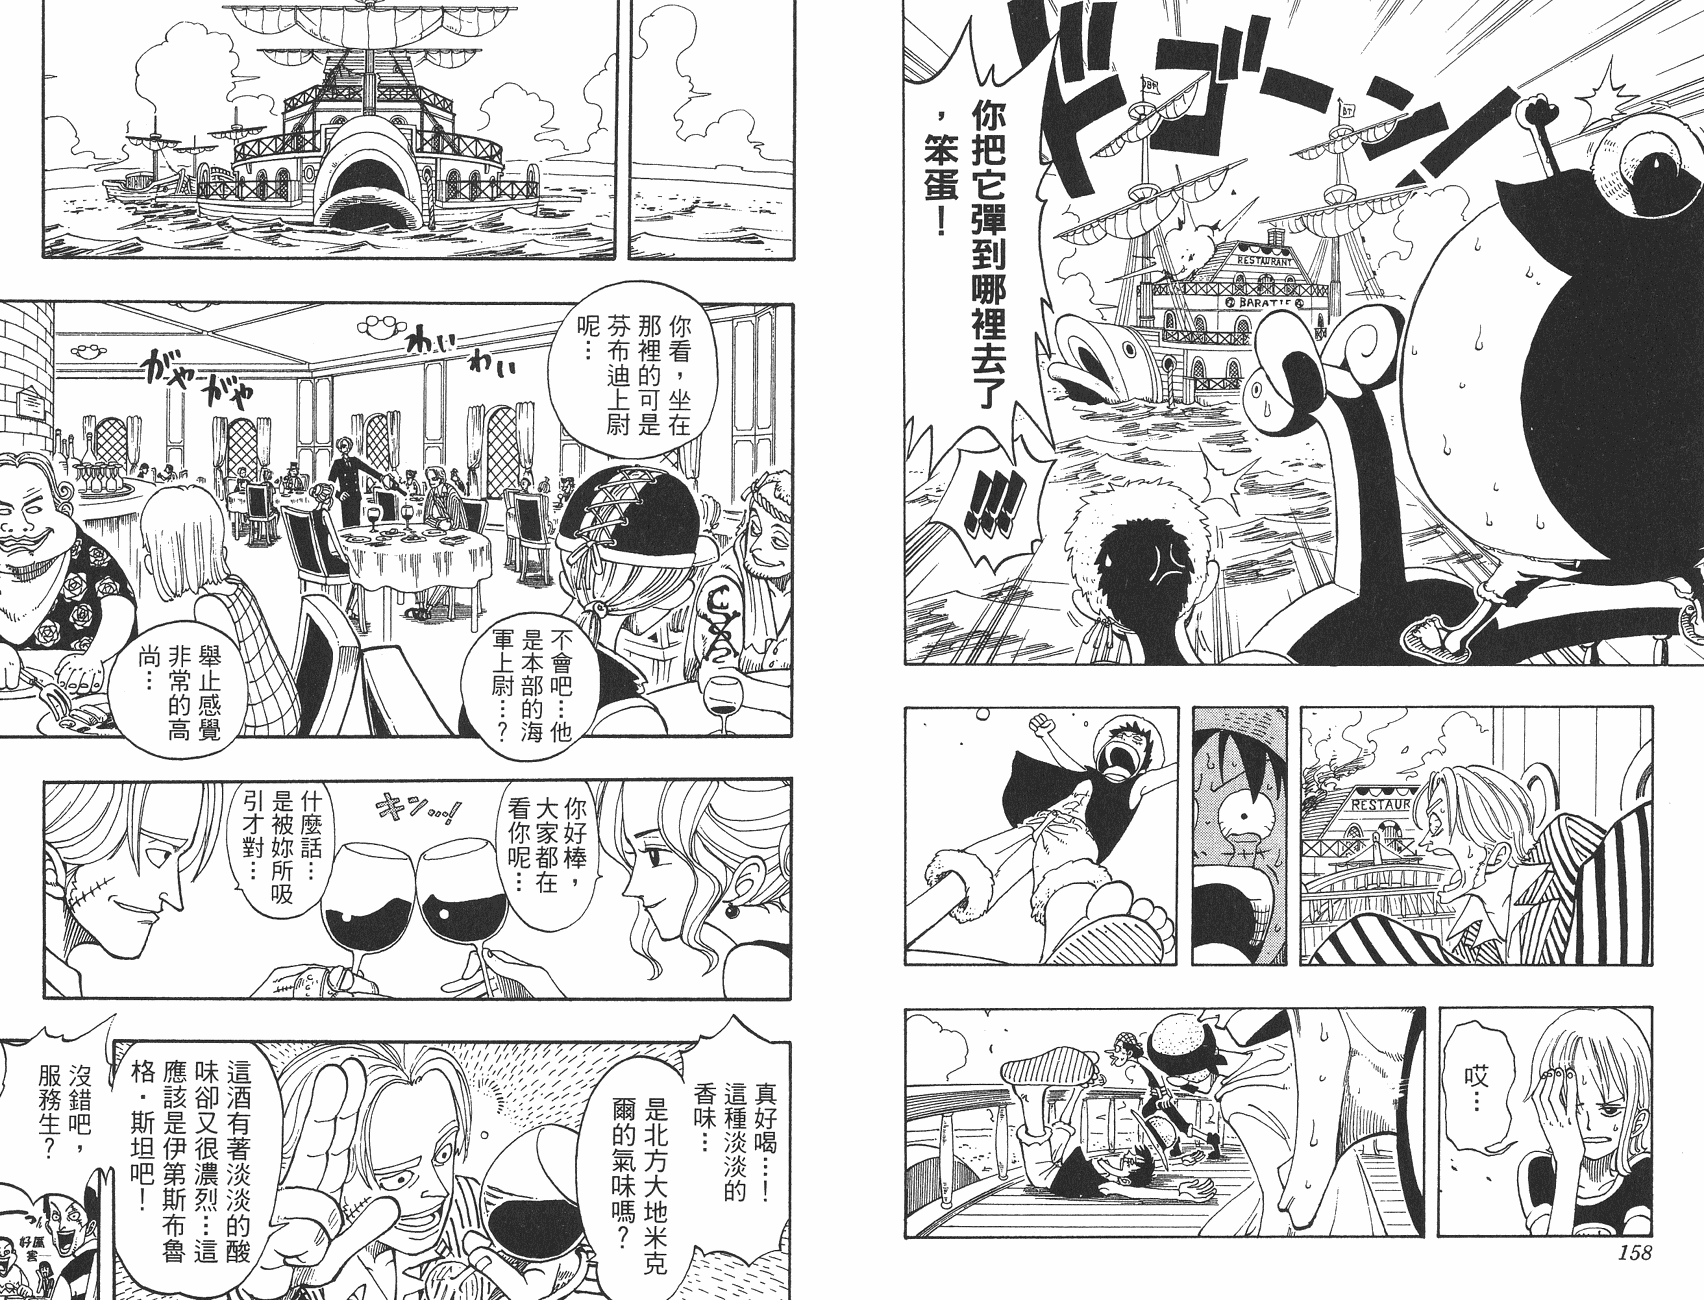 ドゴーン
你把它彈到哪裡去了
，笨蛋！
!!!
BT
BT
RESTAURANT
BARATIE
RESTAUR
哎…
158
你看，坐在
那裡的可是
芬布迪上尉
呢…
わいわい
がやがや
不會吧…他
是本部的海
軍上尉…？
舉止感覺
非常的高
尚…
你好棒，
大家都在
看你呢…
キン…!
什麼話…
是被妳所吸
引才對…
真好喝…！
這種淡淡的
香味…
是北方大地米克
爾的氣味嗎？
這酒有著淡淡的酸
味卻又很濃烈…這
應該是伊第斯布魯
格・斯坦吧！
沒錯吧，
服務生？
好厲害